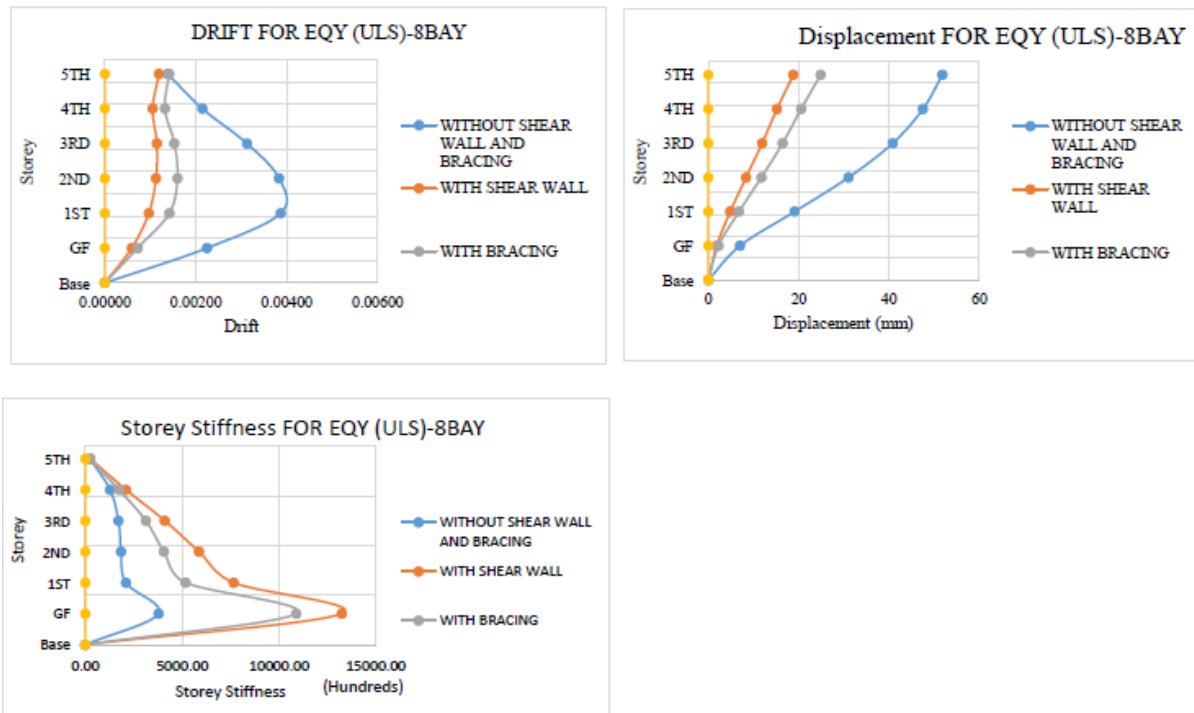 DRIFT FOR EQY (ULS)-8BAY
5TH
4TH
3RD
2ND
1ST
GF
Base
Storey
0.00000
0.00200
0.00400
0.00600
Drift
WITHOUT SHEAR
WALL AND
BRACING
WITH SHEAR WALL
WITH BRACING
Displacement FOR EQY (ULS)-8BAY
5TH
4TH
3RD
2ND
1ST
GF
Base
Storey
0
20
40
60
Displacement (mm)
WITHOUT SHEAR
WALL AND
BRACING
WITH SHEAR
WALL
WITH BRACING
Storey Stiffness FOR EQY (ULS)-8BAY
5TH
4TH
3RD
2ND
1ST
GF
Base
Storey
0.00
5000.00
10000.00
15000.00
(Hundreds)
Storey Stiffness
WITHOUT SHEAR WALL
AND BRACING
WITH SHEAR WALL
WITH BRACING